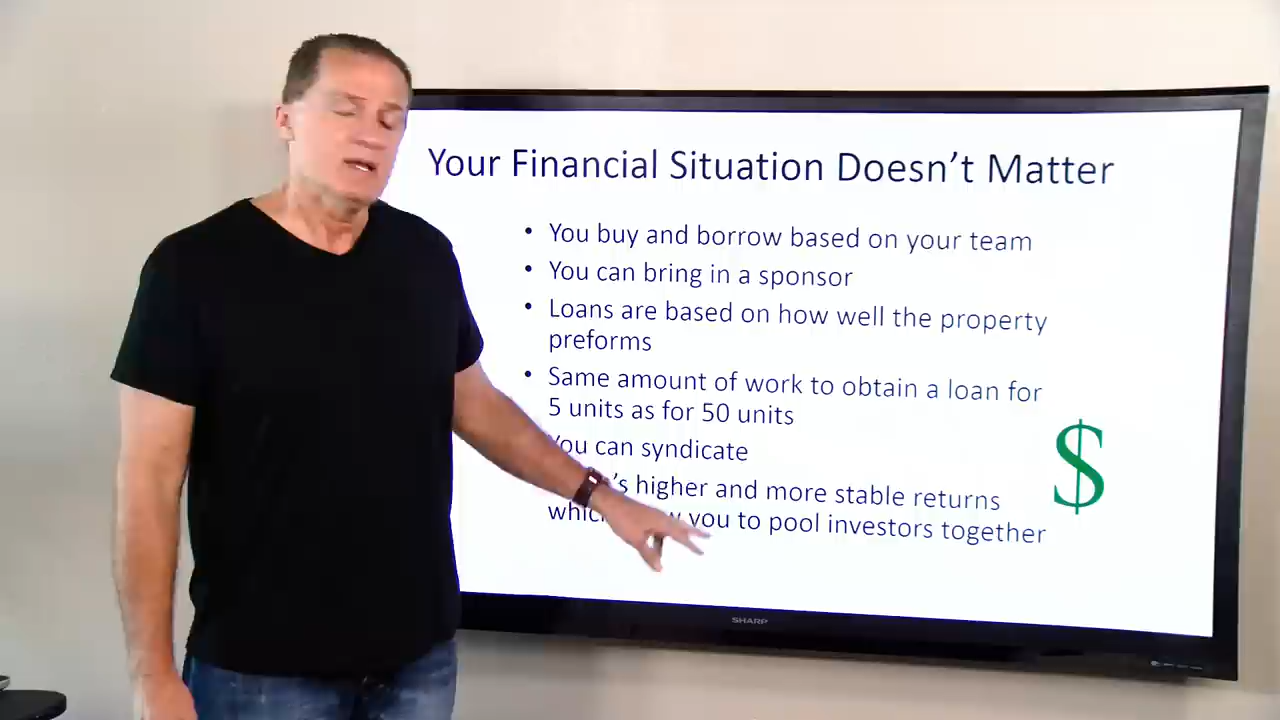 Your Financial Situation Doesn't Matter
• You buy and borrow based on your team
• You can bring in a sponsor
• Loans are based on how well the property
preforms
• Same amount of work to obtain a loan for
5 units as for 50 units
You can syndicate
higher and more stable returns
you to pool investors together
$
SHARP